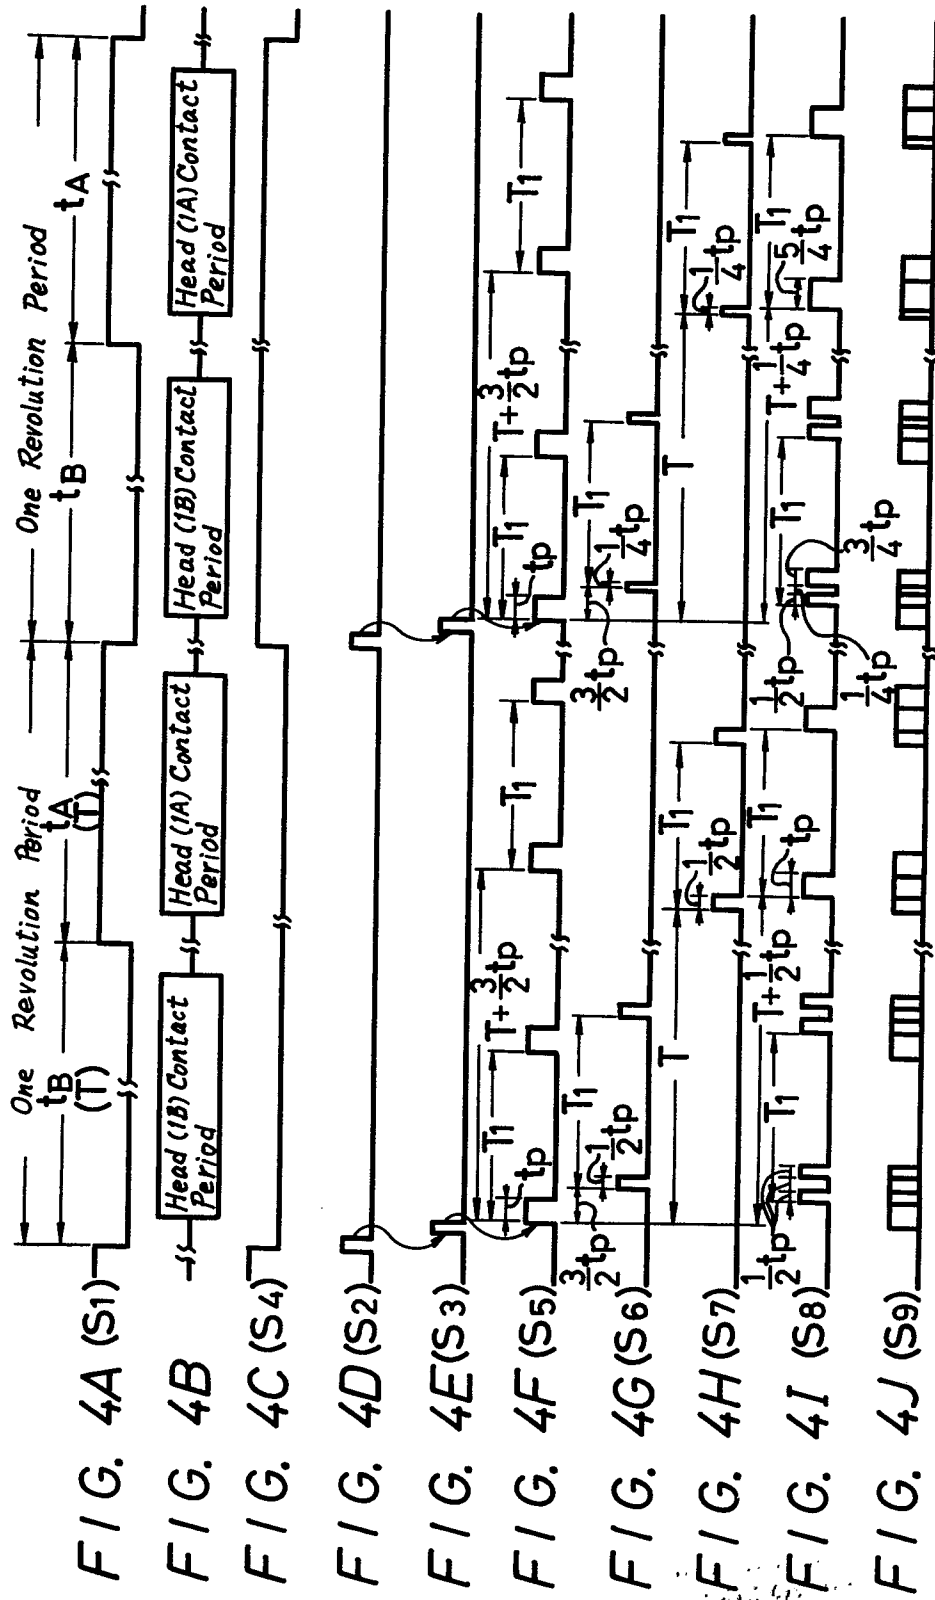 One Revolution Period
One Revolution Period
tB
(T)
tA
(T)
tB
tA
FIG. 4A (S1)
Head (1B) Contact
Period
Head (1A) Contact
Period
Head (1B) Contact
Period
Head (1A) Contact
Period
FIG. 4B
FIG. 4C (S4)
FIG. 4D (S2)
FIG. 4E (S3)
T+3/2tp
T+3/2tp
T1
tp
T1
T1
tp
T1
FIG. 4F (S5)
T1
1/2tp
3/2tp
T1
1/4tp
3/2tp
FIG. 4G (S6)
T
T1
1/2tp
T
T1
1/4tp
FIG. 4H (S7)
T+1/2tp
T1
tp
T+1/4tp
T1
5/4tp
T1
1/2tp
T1
1/2tp
1/4tp
3/4tp
FIG. 4I (S8)
FIG. 4J (S9)